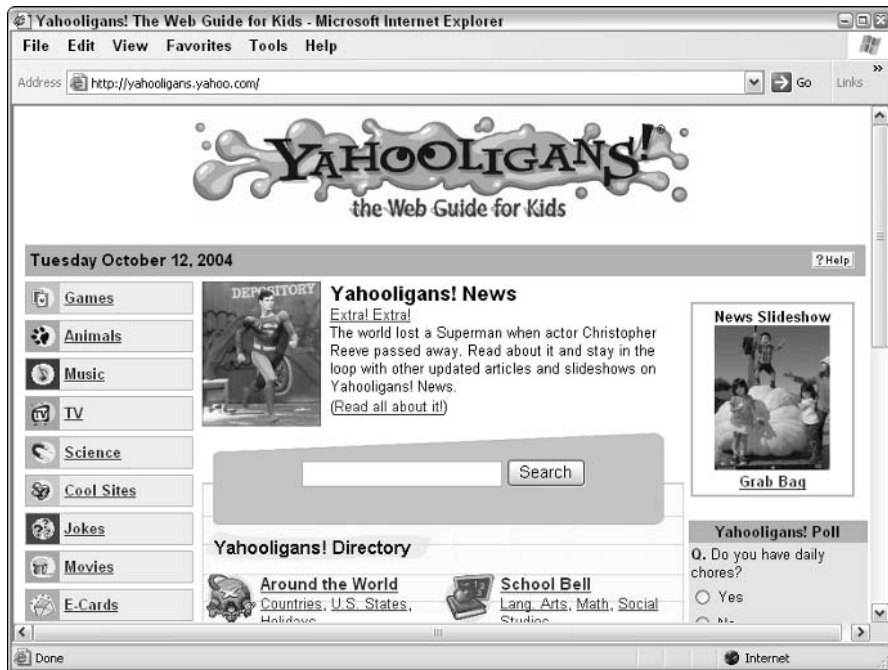 Yahooligans! The Web Guide for Kids - Microsoft Internet Explorer
File Edit View Favorites Tools Help
Address http://yahooligans.yahoo.com/ Go Links »
YAHOOLIGANS!®
the Web Guide for Kids
Tuesday October 12, 2004
? Help
Games
Animals
Music
TV
Science
Cool Sites
Jokes
Movies
E-Cards
DEPOSITORY
Yahooligans! News
Extra! Extra!
The world lost a Superman when actor Christopher
Reeve passed away. Read about it and stay in the
loop with other updated articles and slideshows on
Yahooligans! News.
(Read all about it!)
Search
Yahooligans! Directory
Around the World
Countries, U.S. States,
Holidays
School Bell
Lang. Arts, Math, Social
Studies
News Slideshow
Grab Bag
Yahooligans! Poll
Q. Do you have daily
chores?
Yes
No
Done
Internet